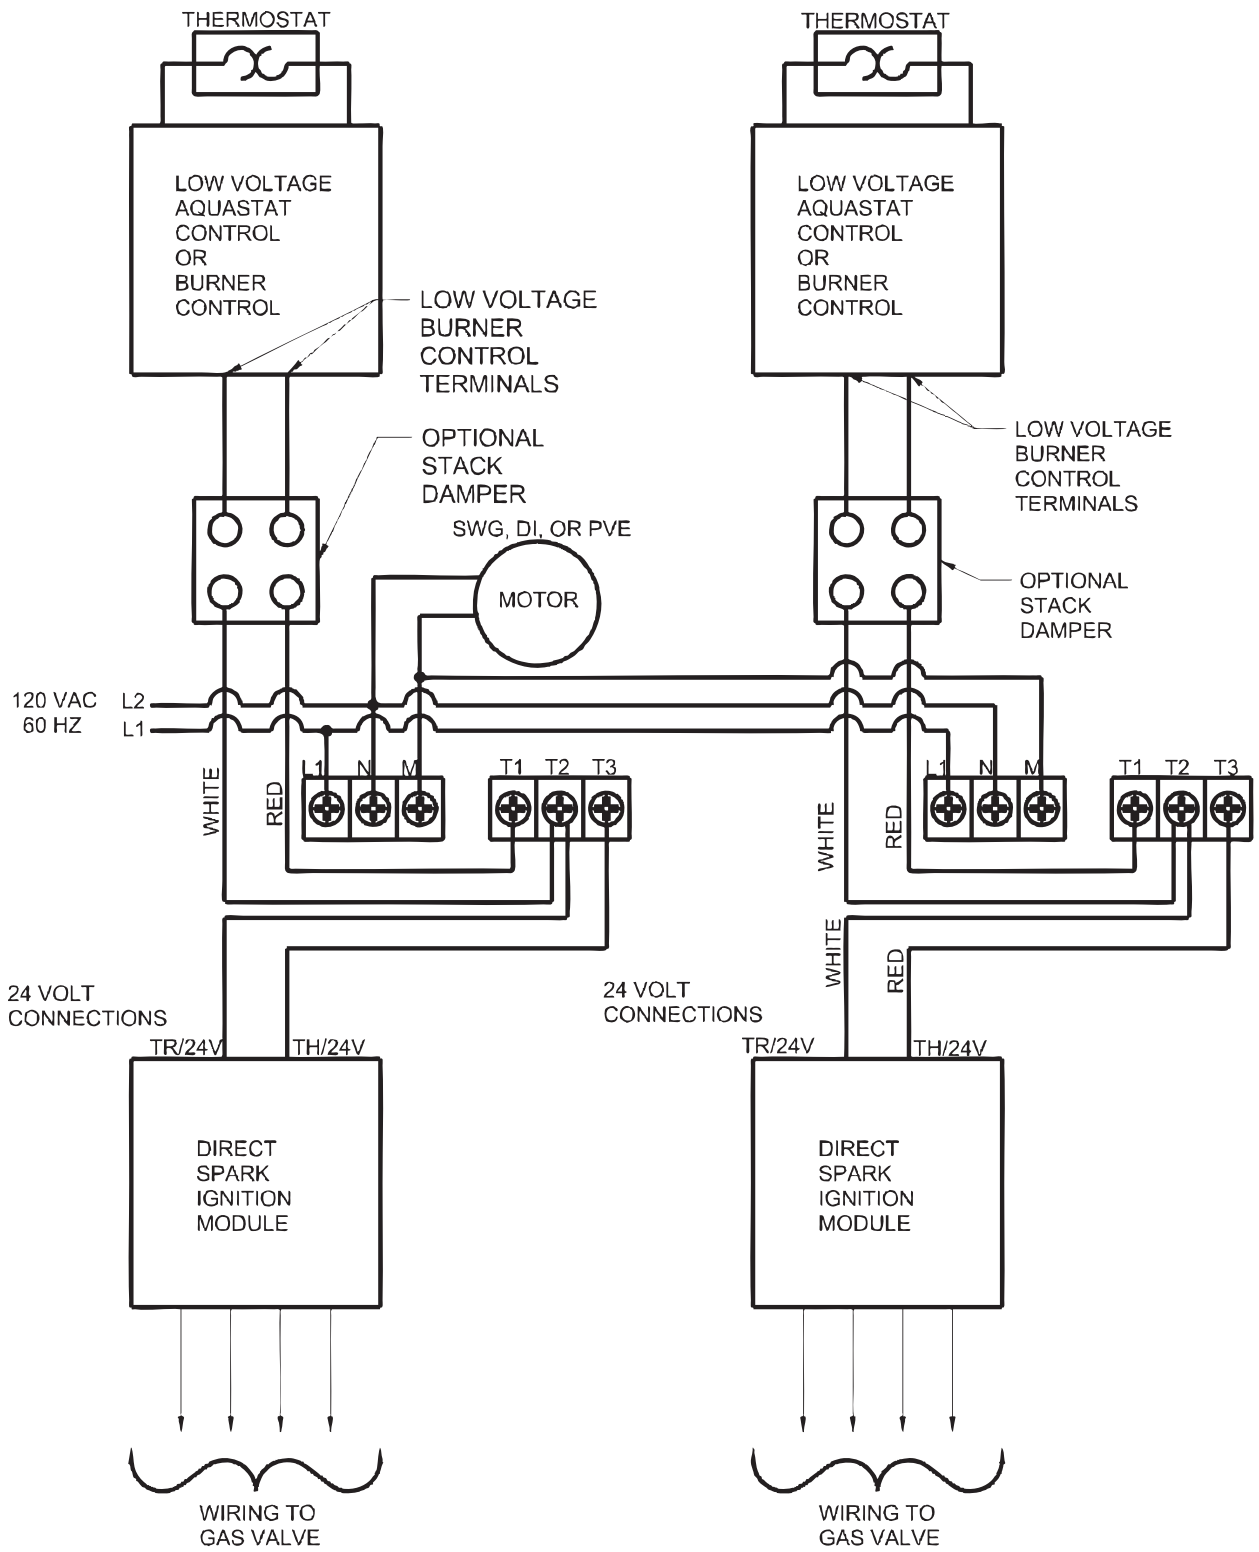 THERMOSTAT
THERMOSTAT
LOW VOLTAGE
AQUASTAT
CONTROL
OR
BURNER
CONTROL
LOW VOLTAGE
AQUASTAT
CONTROL
OR
BURNER
CONTROL
LOW VOLTAGE
BURNER
CONTROL
TERMINALS
LOW VOLTAGE
BURNER
CONTROL
TERMINALS
OPTIONAL
STACK
DAMPER
SWG, DI, OR PVE
MOTOR
OPTIONAL
STACK
DAMPER
120 VAC
60 HZ
L2
L1
WHITE
RED
L1 N M
T1 T2 T3
WHITE
RED
L1 N M
T1 T2 T3
WHITE
RED
24 VOLT
CONNECTIONS
24 VOLT
CONNECTIONS
TR/24V
TH/24V
TR/24V
TH/24V
DIRECT
SPARK
IGNITION
MODULE
DIRECT
SPARK
IGNITION
MODULE
WIRING TO
GAS VALVE
WIRING TO
GAS VALVE